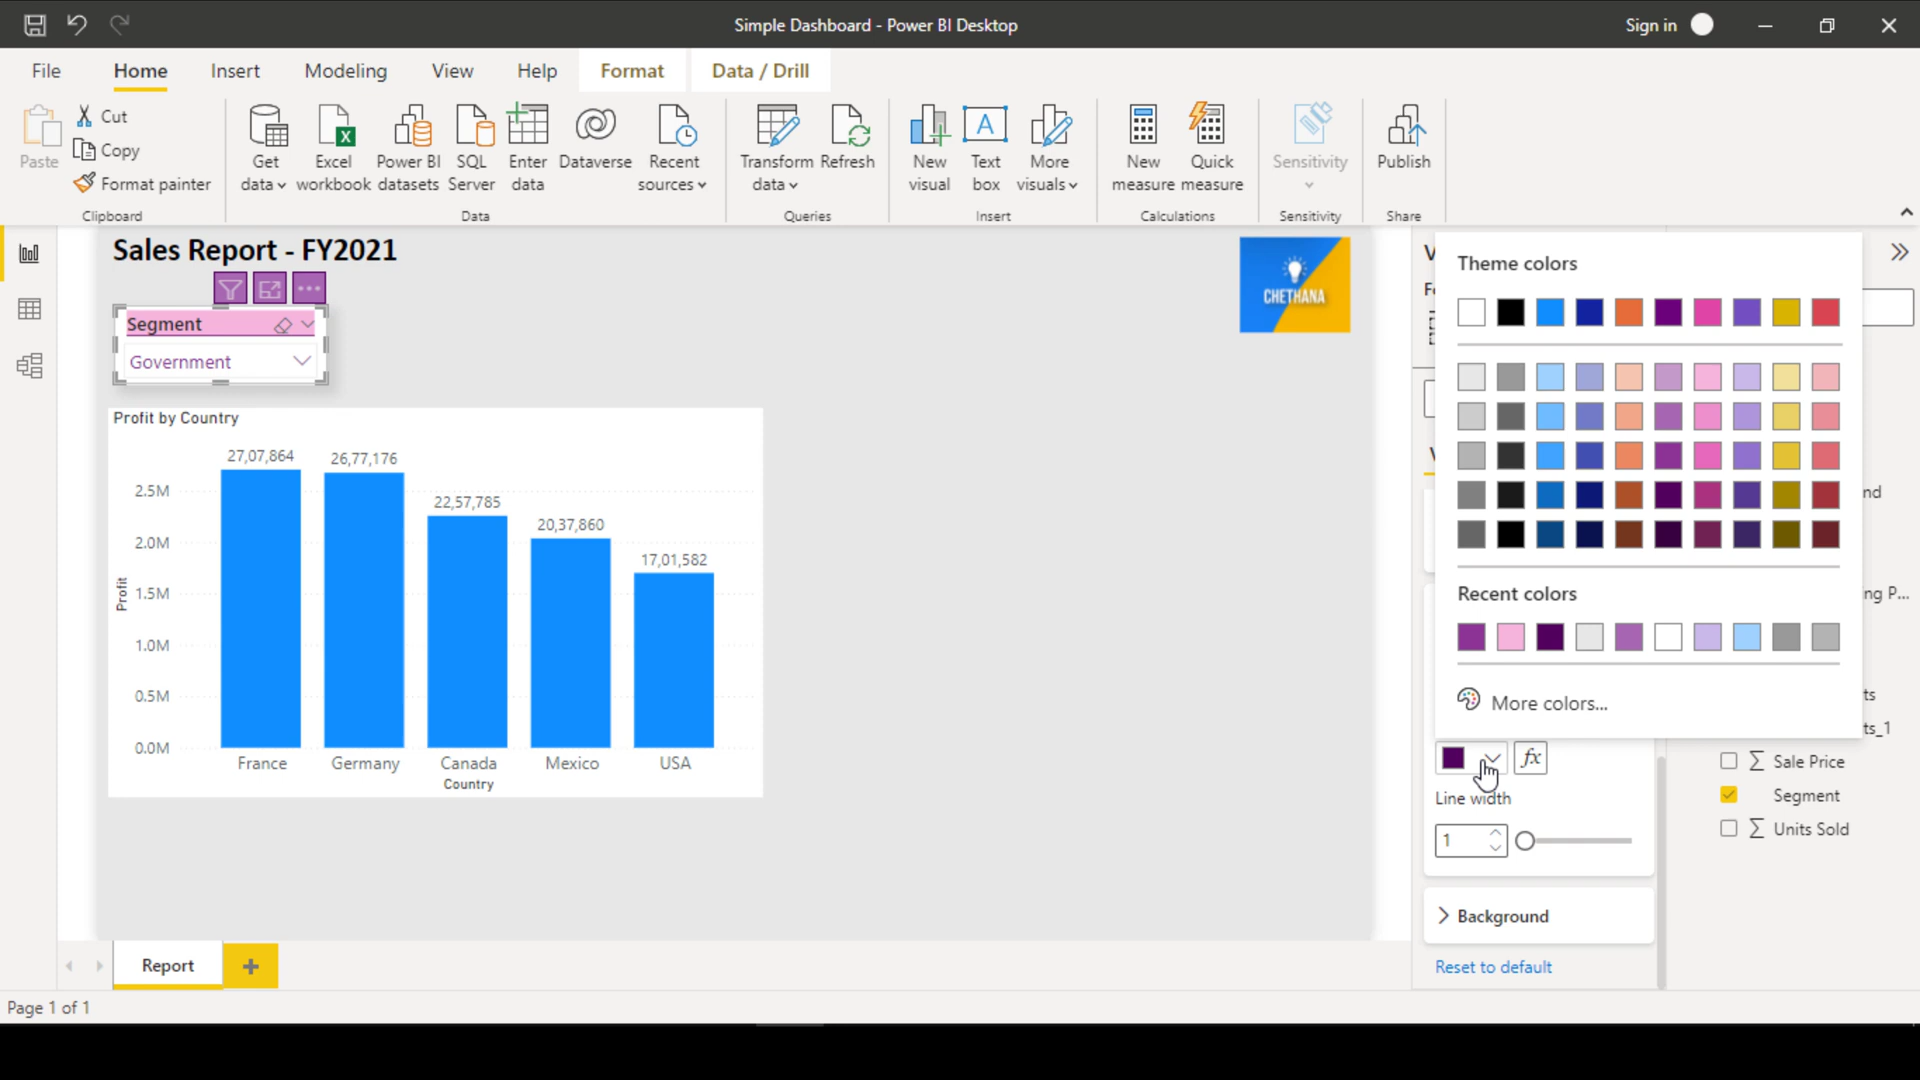 Simple Dashboard - Power BI Desktop
Sign in
File Home Insert Modeling View Help Format Data / Drill
Paste
Cut
Copy
Format painter
Clipboard
Get data
Excel workbook
Power BI datasets
SQL Server
Enter data
Dataverse
Recent sources
Data
Transform data
Refresh
Queries
New visual
A
Text box
More visuals
Insert
New measure
Quick measure
Calculations
Sensitivity
Sensitivity
Publish
Share
Sales Report - FY2021
CHETHANA
Segment
Government
Profit by Country
27,07,864
26,77,176
22,57,785
20,37,860
17,01,582
2.5M
2.0M
1.5M
1.0M
0.5M
0.0M
Profit
France Germany Canada Mexico USA
Country
Theme colors
Recent colors
More colors...
nd
ng P...
ts
ts_1
fx
Line width
1
Background
Reset to default
Sale Price
Segment
Units Sold
Report
Page 1 of 1